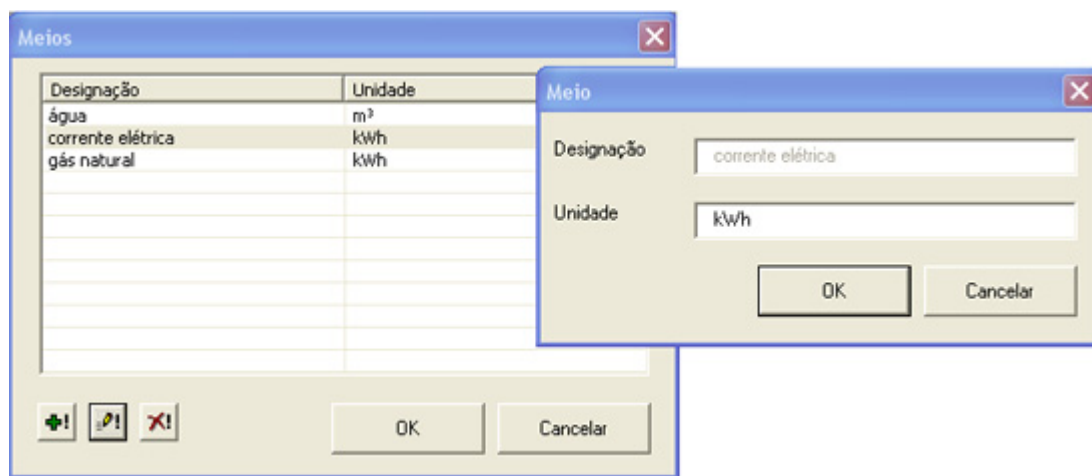 Meios
Designação Unidade
água m³
corrente elétrica kWh
gás natural kWh
OK Cancelar
Meio
Designação corrente elétrica
Unidade kWh
OK Cancelar